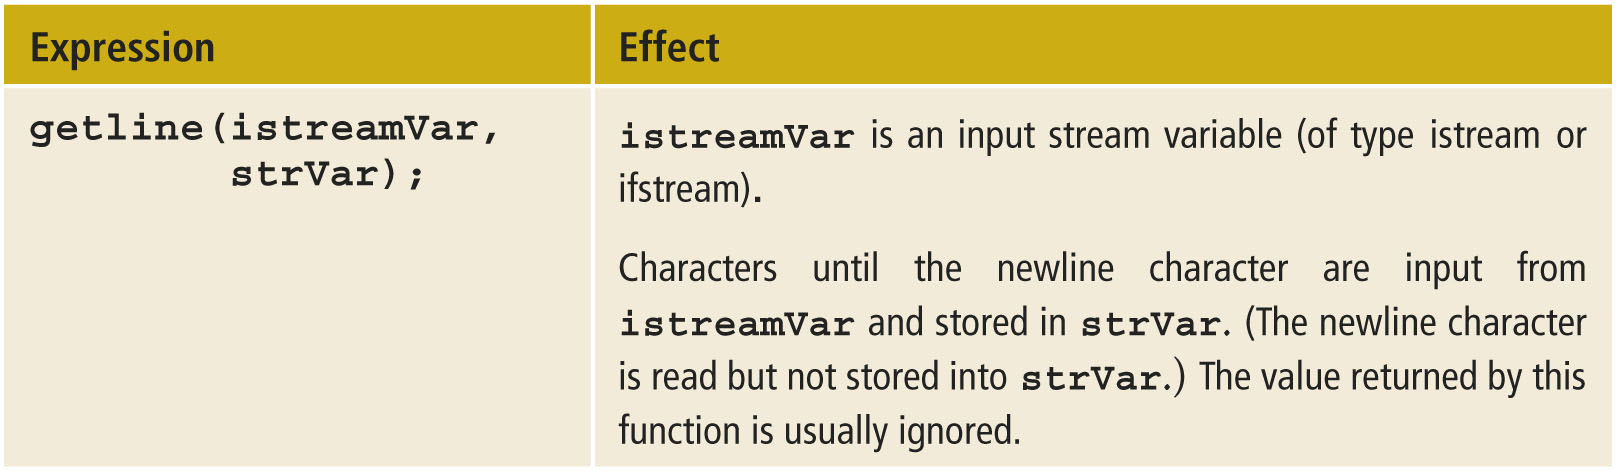 Expression
Effect
getline(istreamVar,
strVar);
istreamVar is an input stream variable (of type istream or
ifstream).
Characters until the newline character are input from
istreamVar and stored in strVar. (The newline character
is read but not stored into strVar.) The value returned by this
function is usually ignored.